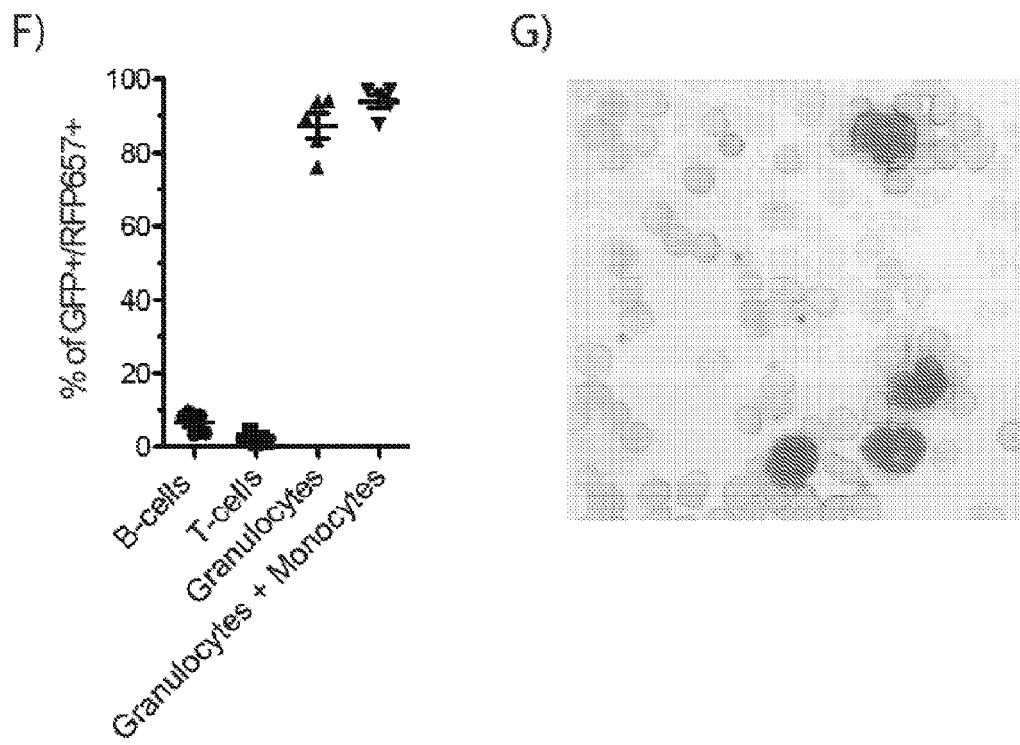 F)
G)
% of GFP+/RFP657+
100
80
60
40
20
0
B-cells
T-cells
Granulocytes
Granulocytes + Monocytes